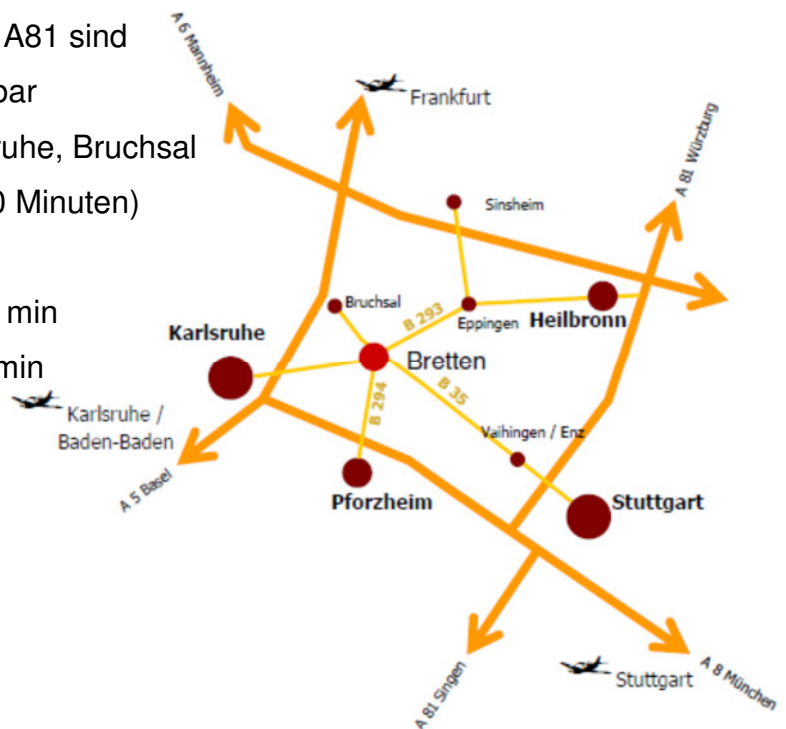 A81 sind
bar
ruhe, Bruchsal
0 Minuten)
min
min
A 6 Mannheim
Frankfurt
A 81 Würzburg
Sinsheim
Bruchsal
B 293
Eppingen
Heilbronn
Karlsruhe
Bretten
B 294
B 35
Karlsruhe /
Baden-Baden
Vaihingen / Enz
A 5 Basel
Pforzheim
Stuttgart
A 81 Singen
Stuttgart
A 8 München